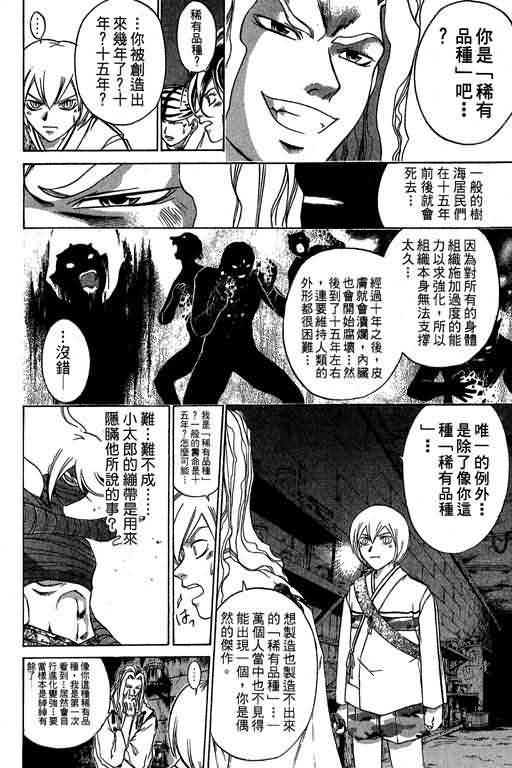 你是「稀有
品種」吧…
?
稀有
品種?
…你被創造出
來幾年了?十
年?十五年?
…
一般的樹
海居民們
在十五年
前後就會
死去…
因為對所有的身體
組織施加過度的能
力以求強化，所以
組織本身無法支撐
太久…
經過十年之後，皮
膚就會潰爛，內臟
也會開始腐壞…然
後到了十五年左右
，連要維持人類的
外形都很困難…
…
沒錯…
唯一的例外…
是除了像你這
種「稀有品種
」…
我是「稀有品種
」?一般的壽命是十
五年?怎麼可能…
難…難不成……
小太郎的繃帶是用來
隱瞞他所說的事?
はっ
想製造也製造不出來
的「稀有品種」…一
萬個人當中也不見得
能出現一個，你是偶
然的傑作。
像你這種稀有品
種，我是第一次
看到…居然會自
行進化變強…要
當樣本是綽綽有
餘了